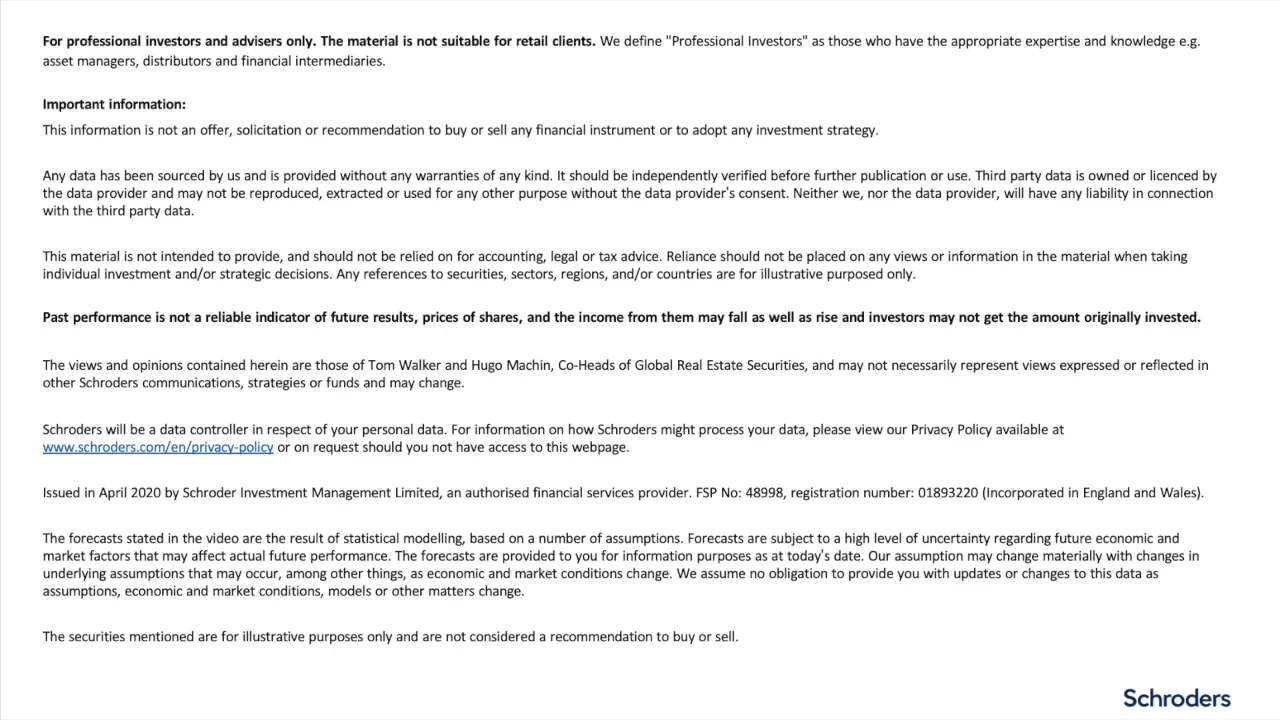 For professional investors and advisers only. The material is not suitable for retail clients. We define "Professional Investors" as those who have the appropriate expertise and knowledge e.g.
asset managers, distributors and financial intermediaries.
Important information:
This information is not an offer, solicitation or recommendation to buy or sell any financial instrument or to adopt any investment strategy.
Any data has been sourced by us and is provided without any warranties of any kind. It should be independently verified before further publication or use. Third party data is owned or licenced by
the data provider and may not be reproduced, extracted or used for any other purpose without the data provider's consent. Neither we, nor the data provider, will have any liability in connection
with the third party data.
This material is not intended to provide, and should not be relied on for accounting, legal or tax advice. Reliance should not be placed on any views or information in the material when taking
individual investment and/or strategic decisions. Any references to securities, sectors, regions, and/or countries are for illustrative purposed only.
Past performance is not a reliable indicator of future results, prices of shares, and the income from them may fall as well as rise and investors may not get the amount originally invested.
The views and opinions contained herein are those of Tom Walker and Hugo Machin, Co-Heads of Global Real Estate Securities, and may not necessarily represent views expressed or reflected in
other Schroders communications, strategies or funds and may change.
Schroders will be a data controller in respect of your personal data. For information on how Schroders might process your data, please view our Privacy Policy available at
www.schroders.com/en/privacy-policy or on request should you not have access to this webpage.
Issued in April 2020 by Schroder Investment Management Limited, an authorised financial services provider. FSP No: 48998, registration number: 01893220 (Incorporated in England and Wales).
The forecasts stated in the video are the result of statistical modelling, based on a number of assumptions. Forecasts are subject to a high level of uncertainty regarding future economic and
market factors that may affect actual future performance. The forecasts are provided to you for information purposes as at today's date. Our assumption may change materially with changes in
underlying assumptions that may occur, among other things, as economic and market conditions change. We assume no obligation to provide you with updates or changes to this data as
assumptions, economic and market conditions, models or other matters change.
The securities mentioned are for illustrative purposes only and are not considered a recommendation to buy or sell.
Schroders